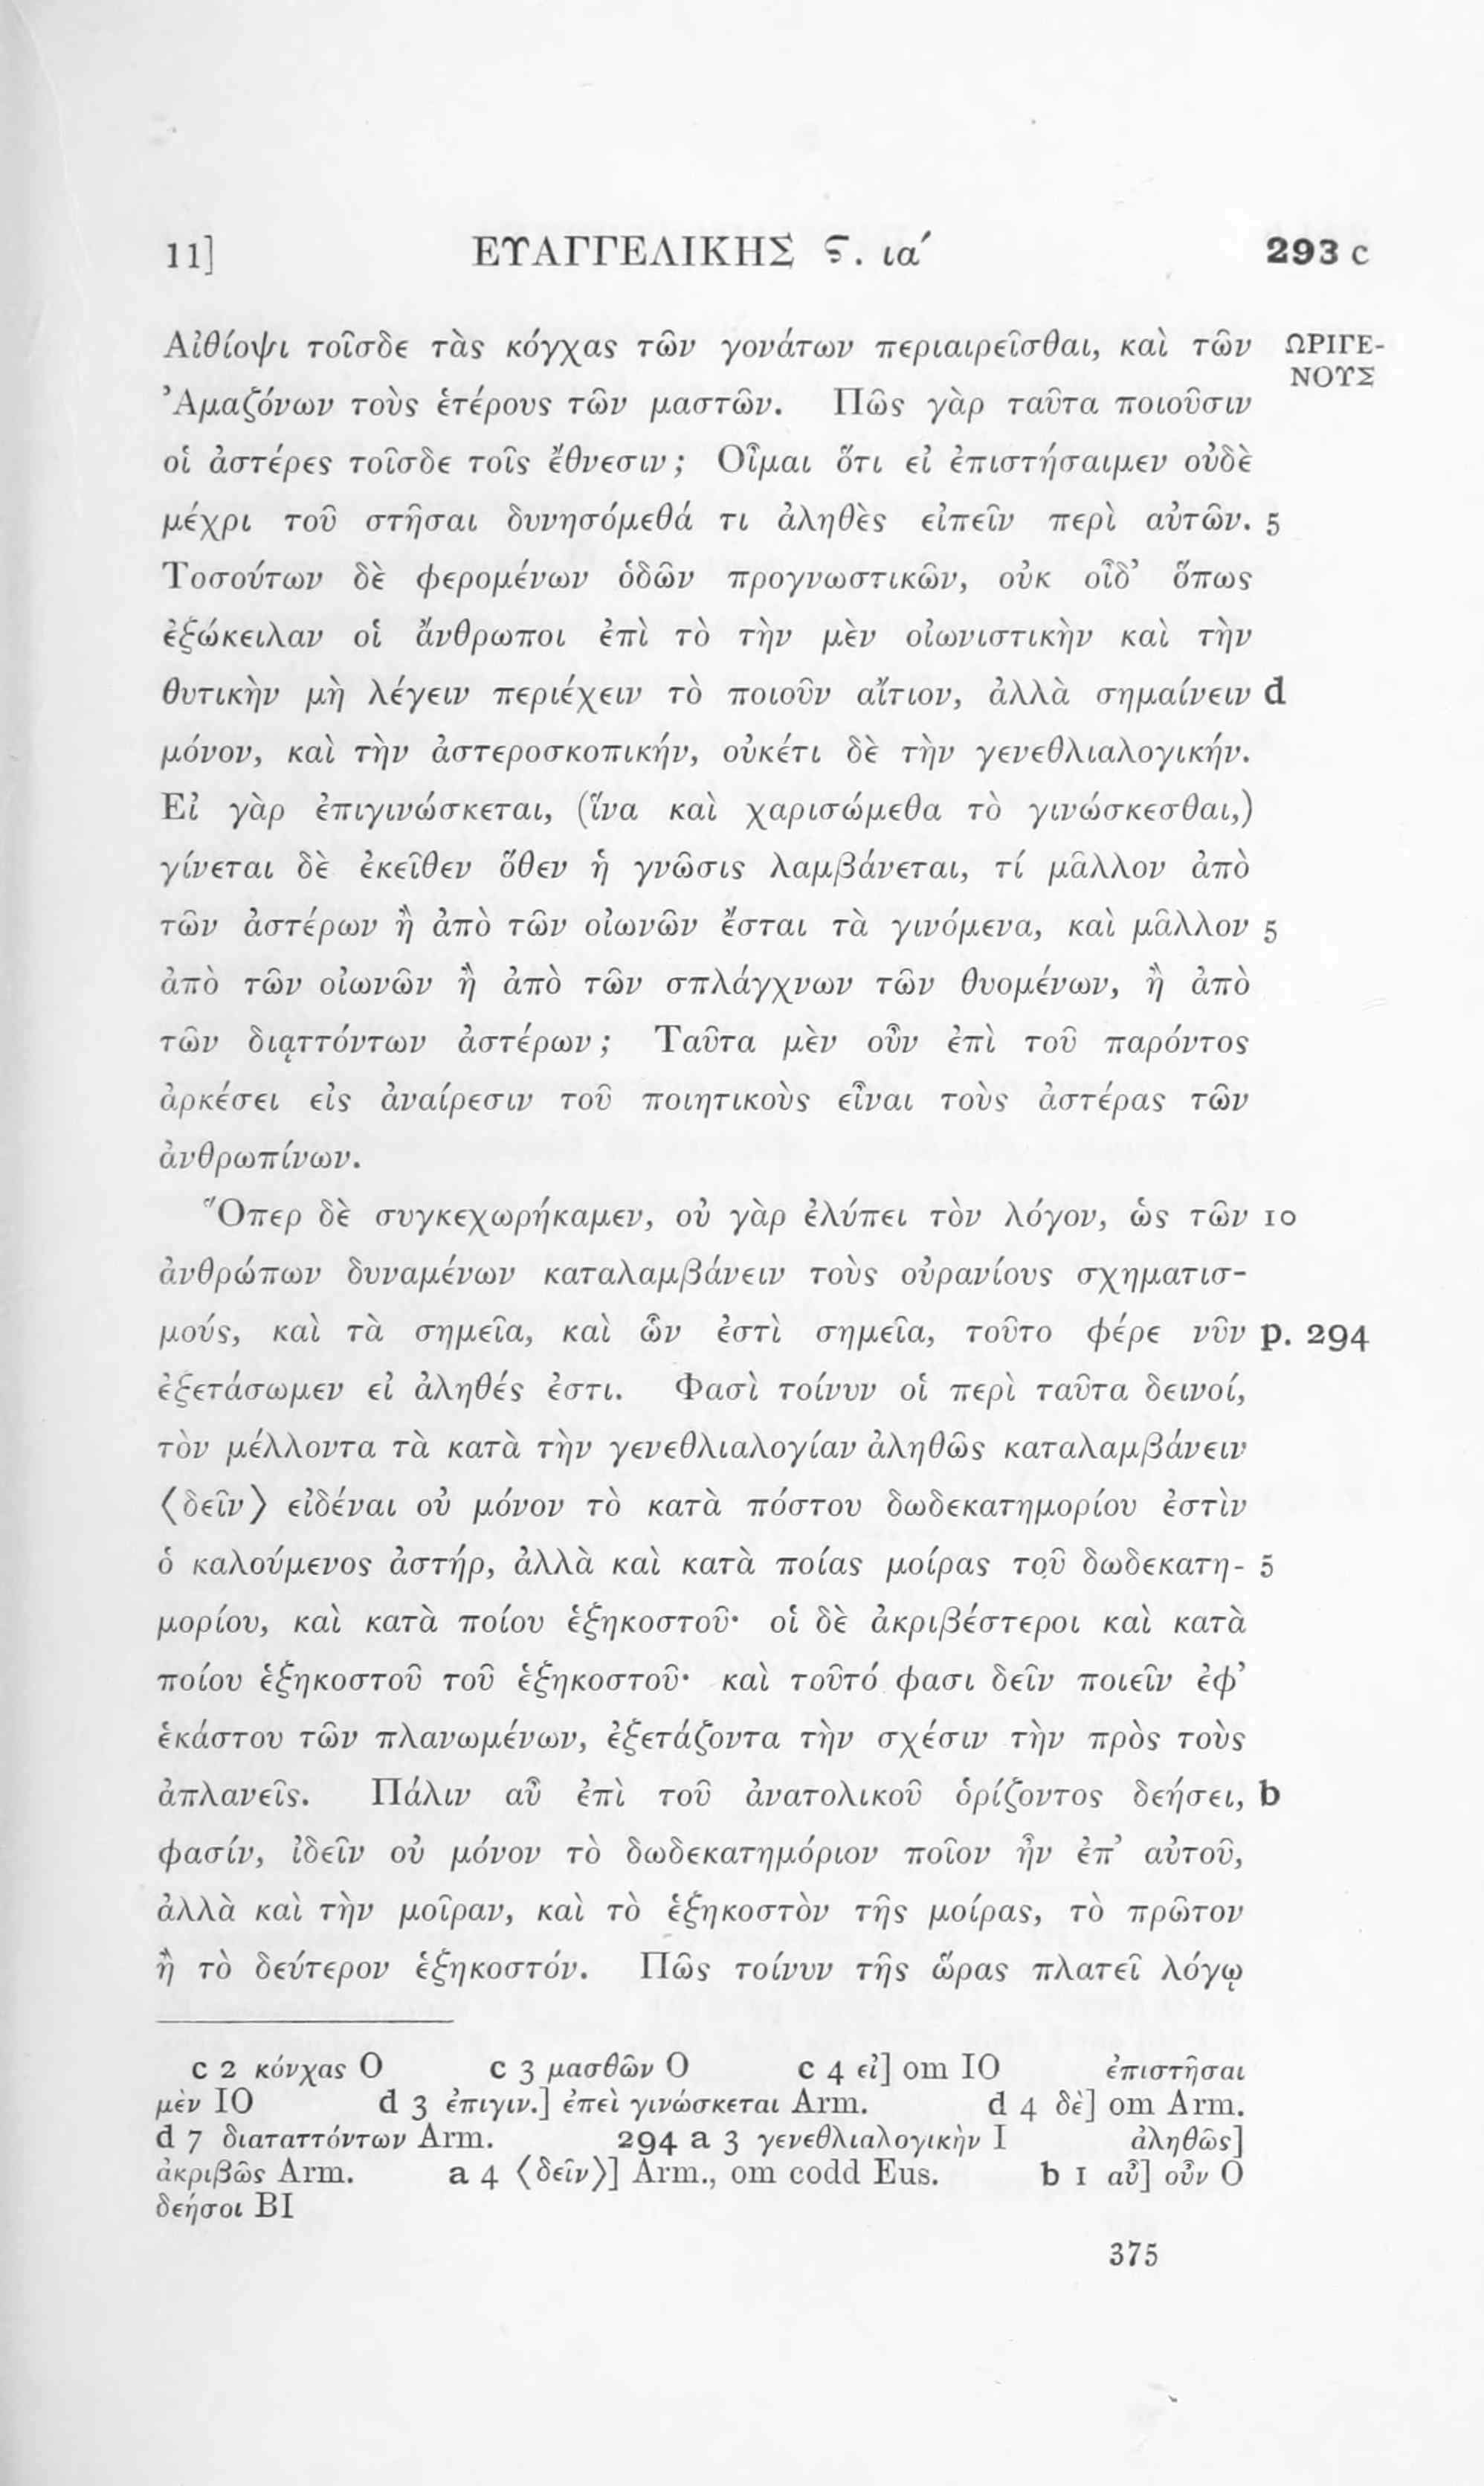 11] ΕΥΑΓΓΕΛΙΚΗΣ Ϛ. ια´ 293 c
Αἰθίοψι τοῖσδε τὰς κόγχας τῶν γονάτων περιαιρεῖσθαι, καὶ τῶν ΩΡΙΓΕ-
ΝΟΥΣ
Ἀμαζόνων τοὺς ἑτέρους τῶν μαστῶν. Πῶς γὰρ ταῦτα ποιοῦσιν
οἱ ἀστέρες τοῖσδε τοῖς ἔθνεσιν; Οἶμαι ὅτι εἰ ἐπιστήσαιμεν οὐδὲ
μέχρι τοῦ στῆσαι δυνησόμεθά τι ἀληθὲς εἰπεῖν περὶ αὐτῶν. 5
Τοσούτων δὲ φερομένων ὁδῶν προγνωστικῶν, οὐκ οἶδ’ ὅπως
ἐξώκειλαν οἱ ἄνθρωποι ἐπὶ τὸ τὴν μὲν οἰωνιστικὴν καὶ τὴν
θυτικὴν μὴ λέγειν περιέχειν τὸ ποιοῦν αἴτιον, ἀλλὰ σημαίνειν d
μόνον, καὶ τὴν ἀστεροσκοπικήν, οὐκέτι δὲ τὴν γενεθλιαλογικήν.
Εἰ γὰρ ἐπιγινώσκεται, (ἵνα καὶ χαρισώμεθα τὸ γινώσκεσθαι,)
γίνεται δὲ ἐκεῖθεν ὅθεν ἡ γνῶσις λαμβάνεται, τί μᾶλλον ἀπὸ
τῶν ἀστέρων ἢ ἀπὸ τῶν οἰωνῶν ἔσται τὰ γινόμενα, καὶ μᾶλλον 5
ἀπὸ τῶν οἰωνῶν ἢ ἀπὸ τῶν σπλάγχνων τῶν θυομένων, ἢ ἀπὸ
τῶν διᾳττόντων ἀστέρων; Ταῦτα μὲν οὖν ἐπὶ τοῦ παρόντος
ἀρκέσει εἰς ἀναίρεσιν τοῦ ποιητικοὺς εἶναι τοὺς ἀστέρας τῶν
ἀνθρωπίνων.
Ὅπερ δὲ συγκεχωρήκαμεν, οὐ γὰρ ἐλύπει τὸν λόγον, ὡς τῶν 10
ἀνθρώπων δυναμένων καταλαμβάνειν τοὺς οὐρανίους σχηματισ-
μούς, καὶ τὰ σημεῖα, καὶ ὧν ἐστὶ σημεῖα, τοῦτο φέρε νῦν p. 294
ἐξετάσωμεν εἰ ἀληθές ἐστι. Φασὶ τοίνυν οἱ περὶ ταῦτα δεινοί,
τὸν μέλλοντα τὰ κατὰ τὴν γενεθλιαλογίαν ἀληθῶς καταλαμβάνειν
⟨δεῖν⟩ εἰδέναι οὐ μόνον τὸ κατὰ πόστου δωδεκατημορίου ἐστὶν
ὁ καλούμενος ἀστήρ, ἀλλὰ καὶ κατὰ ποίας μοίρας τοῦ δωδεκατη- 5
μορίου, καὶ κατὰ ποίου ἑξηκοστοῦ· οἱ δὲ ἀκριβέστεροι καὶ κατὰ
ποίου ἑξηκοστοῦ τοῦ ἑξηκοστοῦ· καὶ τοῦτό φασι δεῖν ποιεῖν ἐφ’
ἑκάστου τῶν πλανωμένων, ἐξετάζοντα τὴν σχέσιν τὴν πρὸς τοὺς
ἀπλανεῖς. Πάλιν αὖ ἐπὶ τοῦ ἀνατολικοῦ ὁρίζοντος δεήσει, b
φασίν, ἰδεῖν οὐ μόνον τὸ δωδεκατημόριον ποῖον ἦν ἐπ’ αὐτοῦ,
ἀλλὰ καὶ τὴν μοῖραν, καὶ τὸ ἑξηκοστὸν τῆς μοίρας, τὸ πρῶτον
ἢ τὸ δεύτερον ἑξηκοστόν. Πῶς τοίνυν τῆς ὥρας πλατεῖ λόγῳ
c 2 κόνχας O c 3 μασθῶν O c 4 εἰ] om IO ἐπιστῆσαι
μὲν IO d 3 ἐπιγιν.] ἐπεὶ γινώσκεται Arm. d 4 δὲ] om Arm.
d 7 διαταττόντων Arm. 294 a 3 γενεθλιαλογικὴν I ἀληθῶς]
ἀκριβῶς Arm. a 4 ⟨δεῖν⟩] Arm., om codd Eus. b 1 αὖ] οὖν O
δεήσοι BI
375